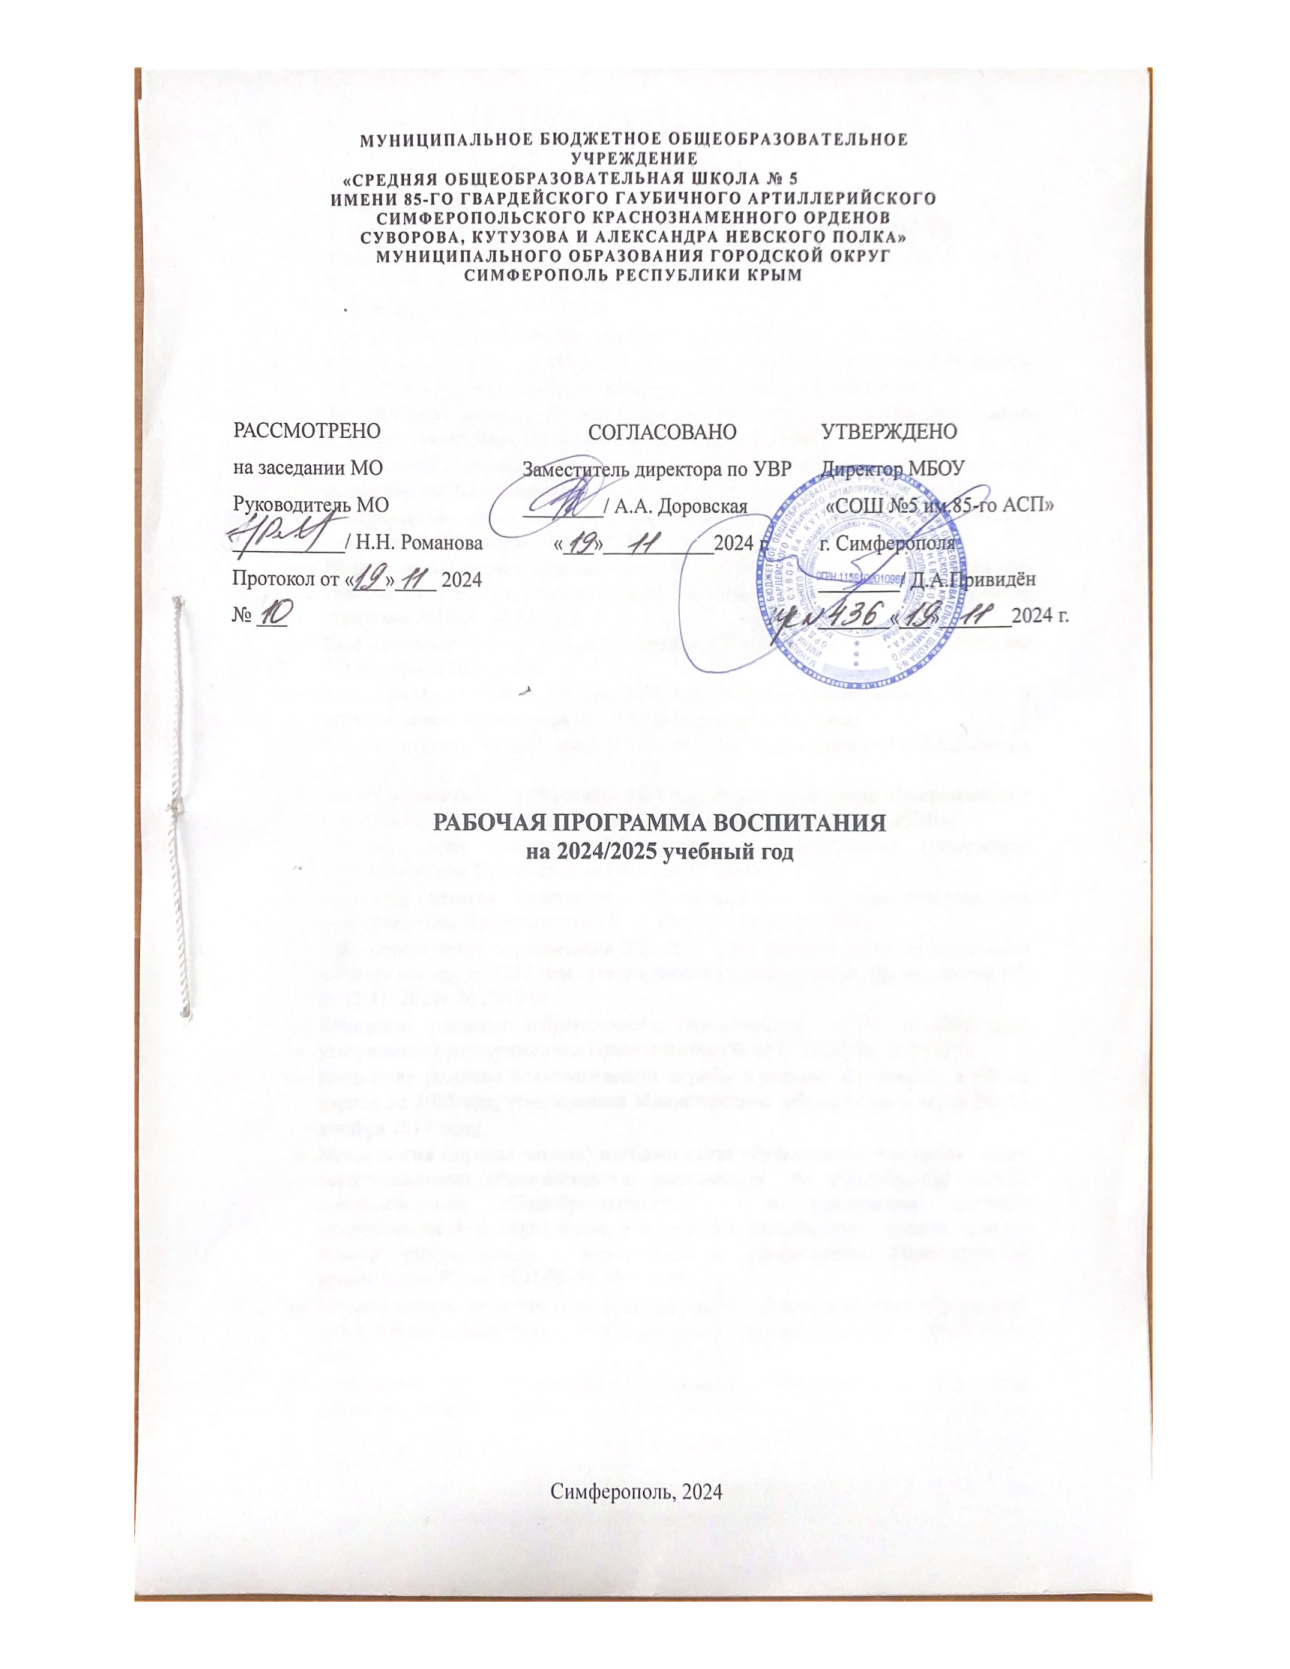 МУНИЦИПАЛЬНОЕ БЮДЖЕТНОЕ ОБЩЕОБРАЗОВАТЕЛЬНОЕ
УЧРЕЖДЕНИЕ
«СРЕДНЯЯ ОБЩЕОБРАЗОВАТЕЛЬНАЯ ШКОЛА № 5
ИМЕНИ 85-ГО ГВАРДЕЙСКОГО ГАУБИЧНОГО АРТИЛЛЕРИЙСКОГО
СИМФЕРОПОЛЬСКОГО КРАСНОЗНАМЕННОГО ОРДЕНОВ
СУВОРОВА, КУТУЗОВА И АЛЕКСАНДРА НЕВСКОГО ПОЛКА»
МУНИЦИПАЛЬНОГО ОБРАЗОВАНИЯ ГОРОДСКОЙ ОКРУГ
СИМФЕРОПОЛЬ РЕСПУБЛИКИ КРЫМ
РАССМОТРЕНО
на заседании МО
Руководитель МО
/ Н.Н. Романова
Протокол от «19» 11 2024
№ 10
СОГЛАСОВАНО
Заместитель директора по УВР
/ А.А. Доровская
«19» 11 2024 г.
УТВЕРЖДЕНО
Директор МБОУ
«СОШ №5 им.85-го АСП»
г. Симферополя
/ Д.А.Привидён
пр № 436 «19» 11 2024 г.
РАБОЧАЯ ПРОГРАММА ВОСПИТАНИЯ
на 2024/2025 учебный год
Симферополь, 2024